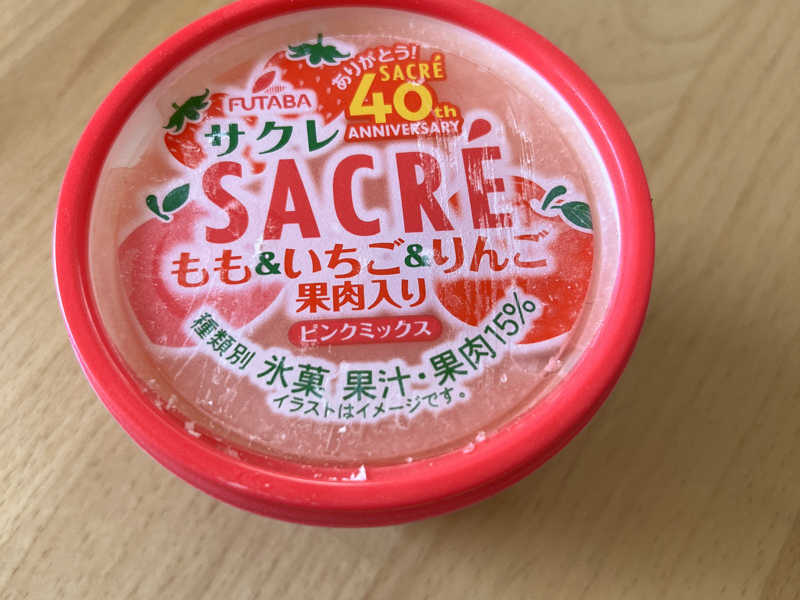 ありがとう!
SACRÉ
40th
ANNIVERSARY
FUTABA
サクレ
SACRÉ
もも&いちご&りんご
果肉入り
ピンクミックス
種類別 氷菓 果汁・果肉15%
イラストはイメージです。